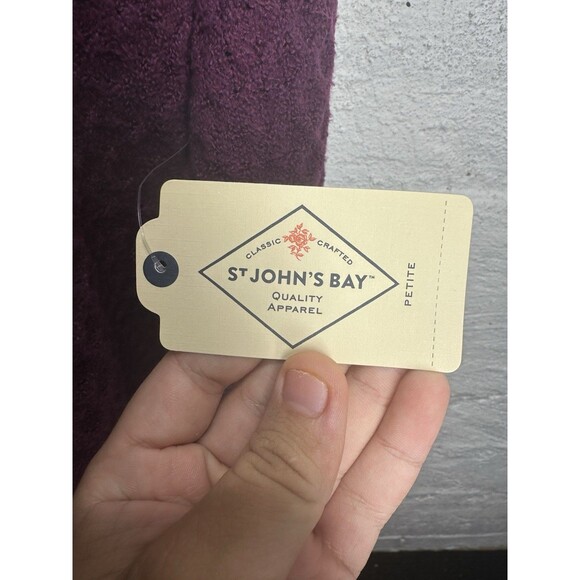 CLASSIC CRAFTED
ST JOHN'S BAY™
QUALITY
APPAREL
PETITE